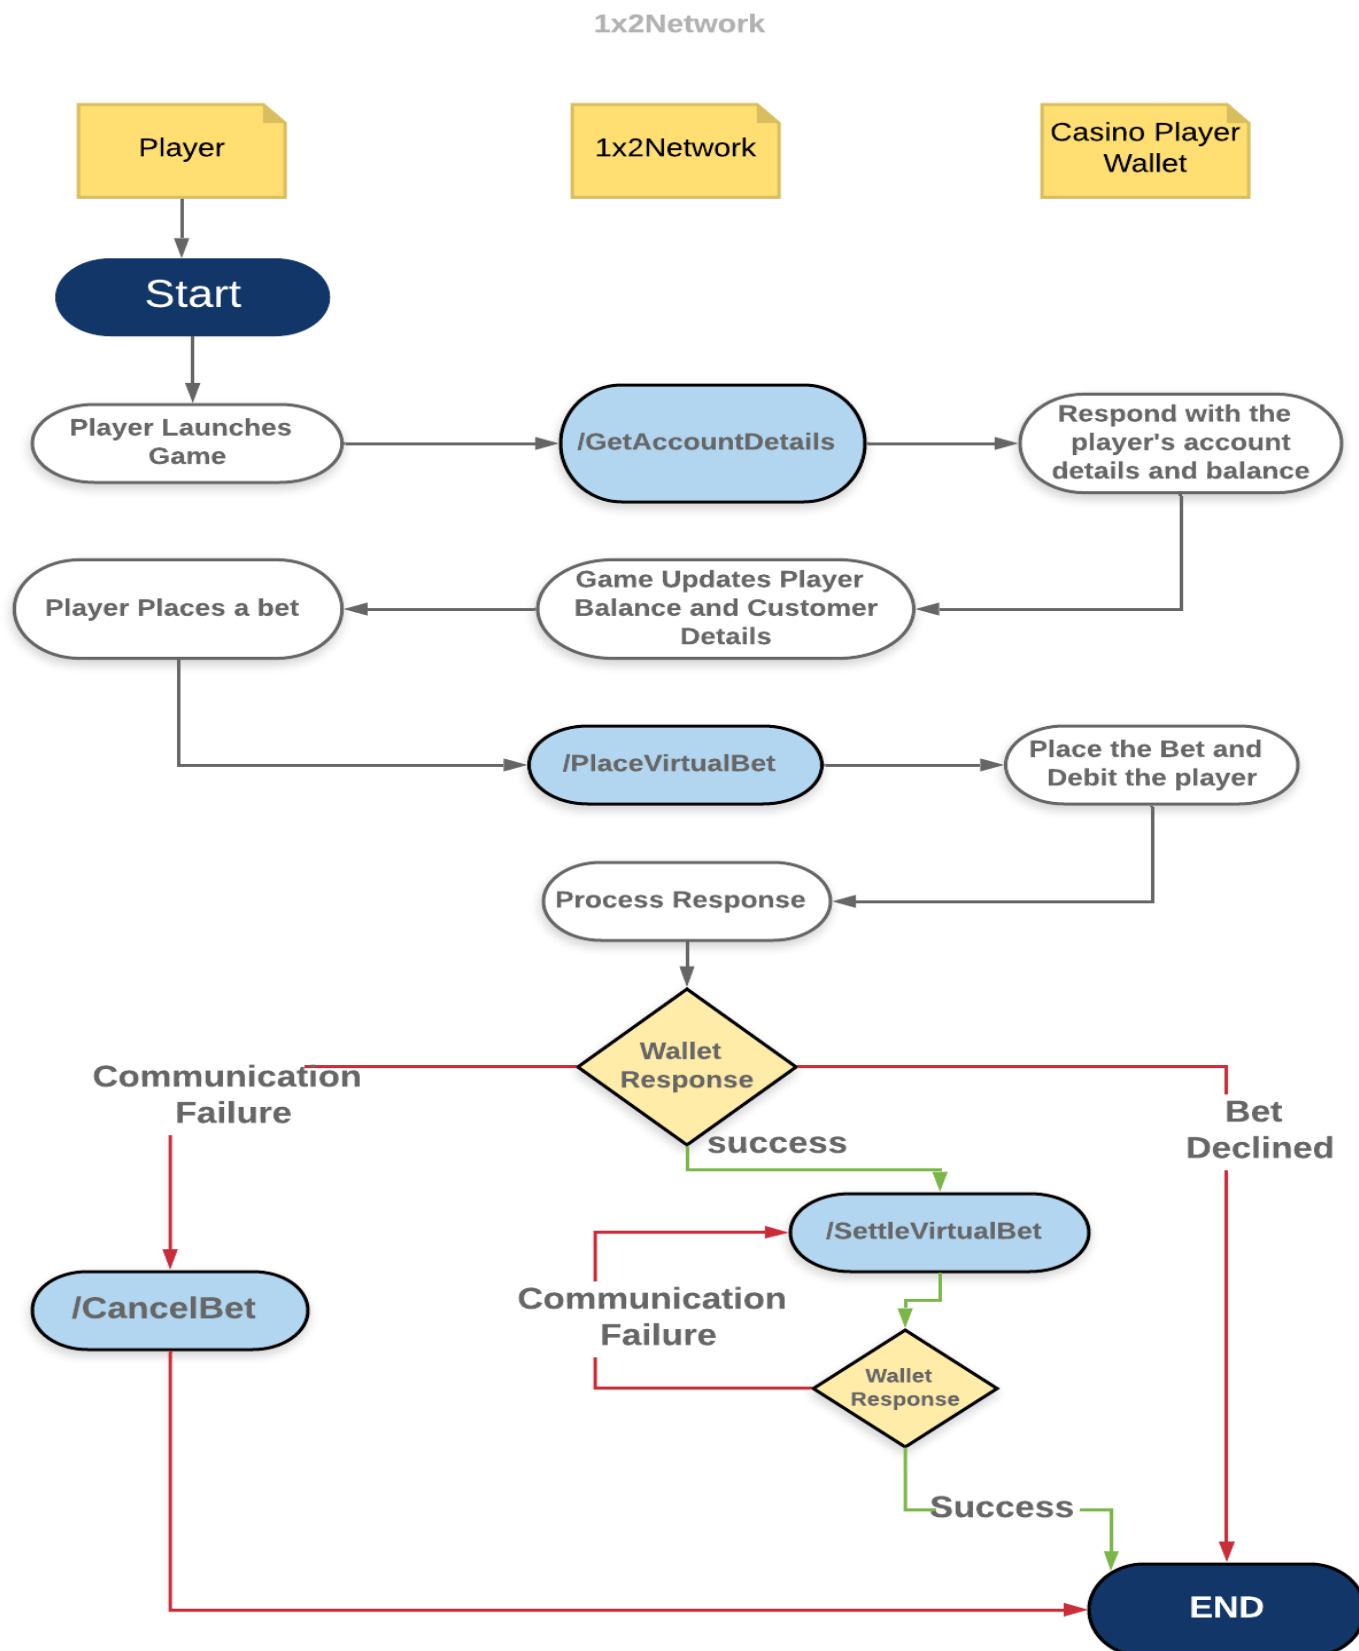 1x2Network
Player
1x2Network
Casino Player
Wallet
Start
Player Launches
Game
/GetAccountDetails
Respond with the
player's account
details and balance
Player Places a bet
Game Updates Player
Balance and Customer
Details
/PlaceVirtualBet
Place the Bet and
Debit the player
Process Response
Wallet
Response
Communication
Failure
Bet
Declined
success
/SettleVirtualBet
Communication
Failure
/CancelBet
Wallet
Response
Success
END